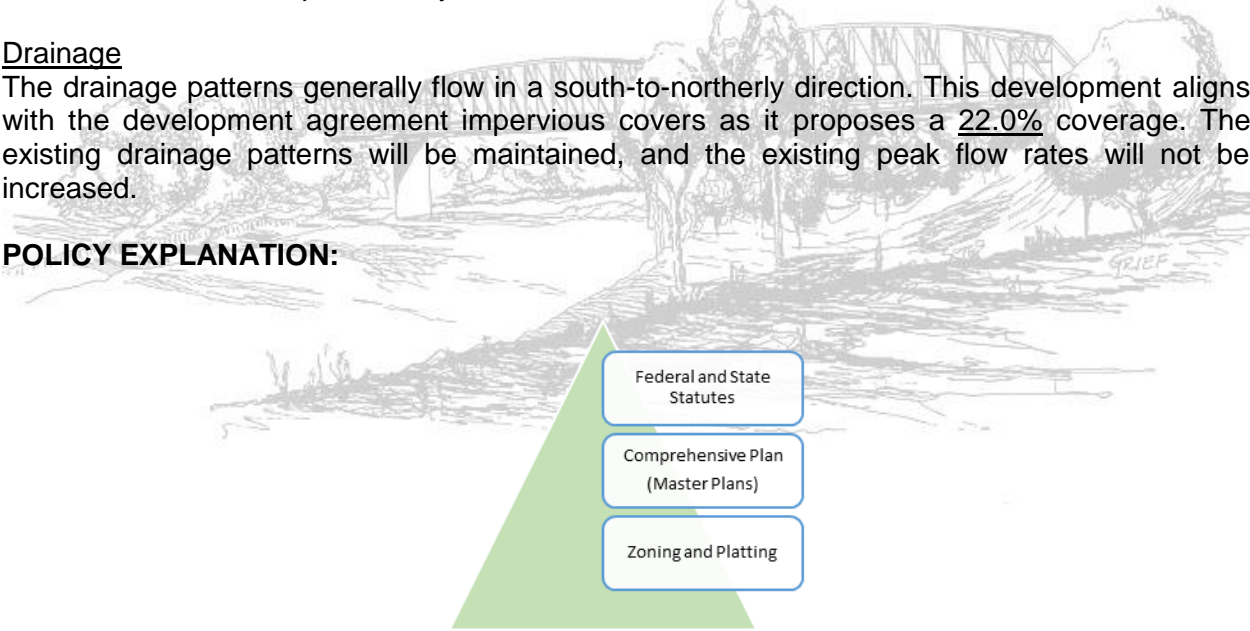 Drainage
The drainage patterns generally flow in a south-to-northerly direction. This development aligns
with the development agreement impervious covers as it proposes a 22.0% coverage. The
existing drainage patterns will be maintained, and the existing peak flow rates will not be
increased.
POLICY EXPLANATION:
GRIEF
Federal and State
Statutes
Comprehensive Plan
(Master Plans)
Zoning and Platting